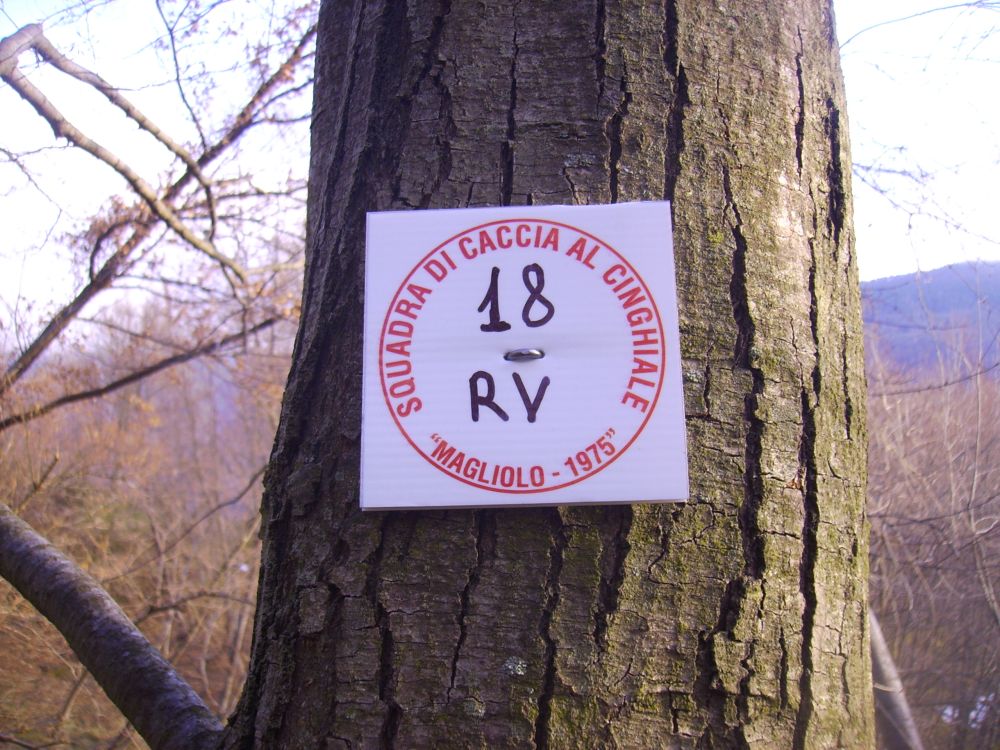 SQUADRA DI CACCIA AL CINGHIALE
18
RV
"MAGLIOLO - 1975"